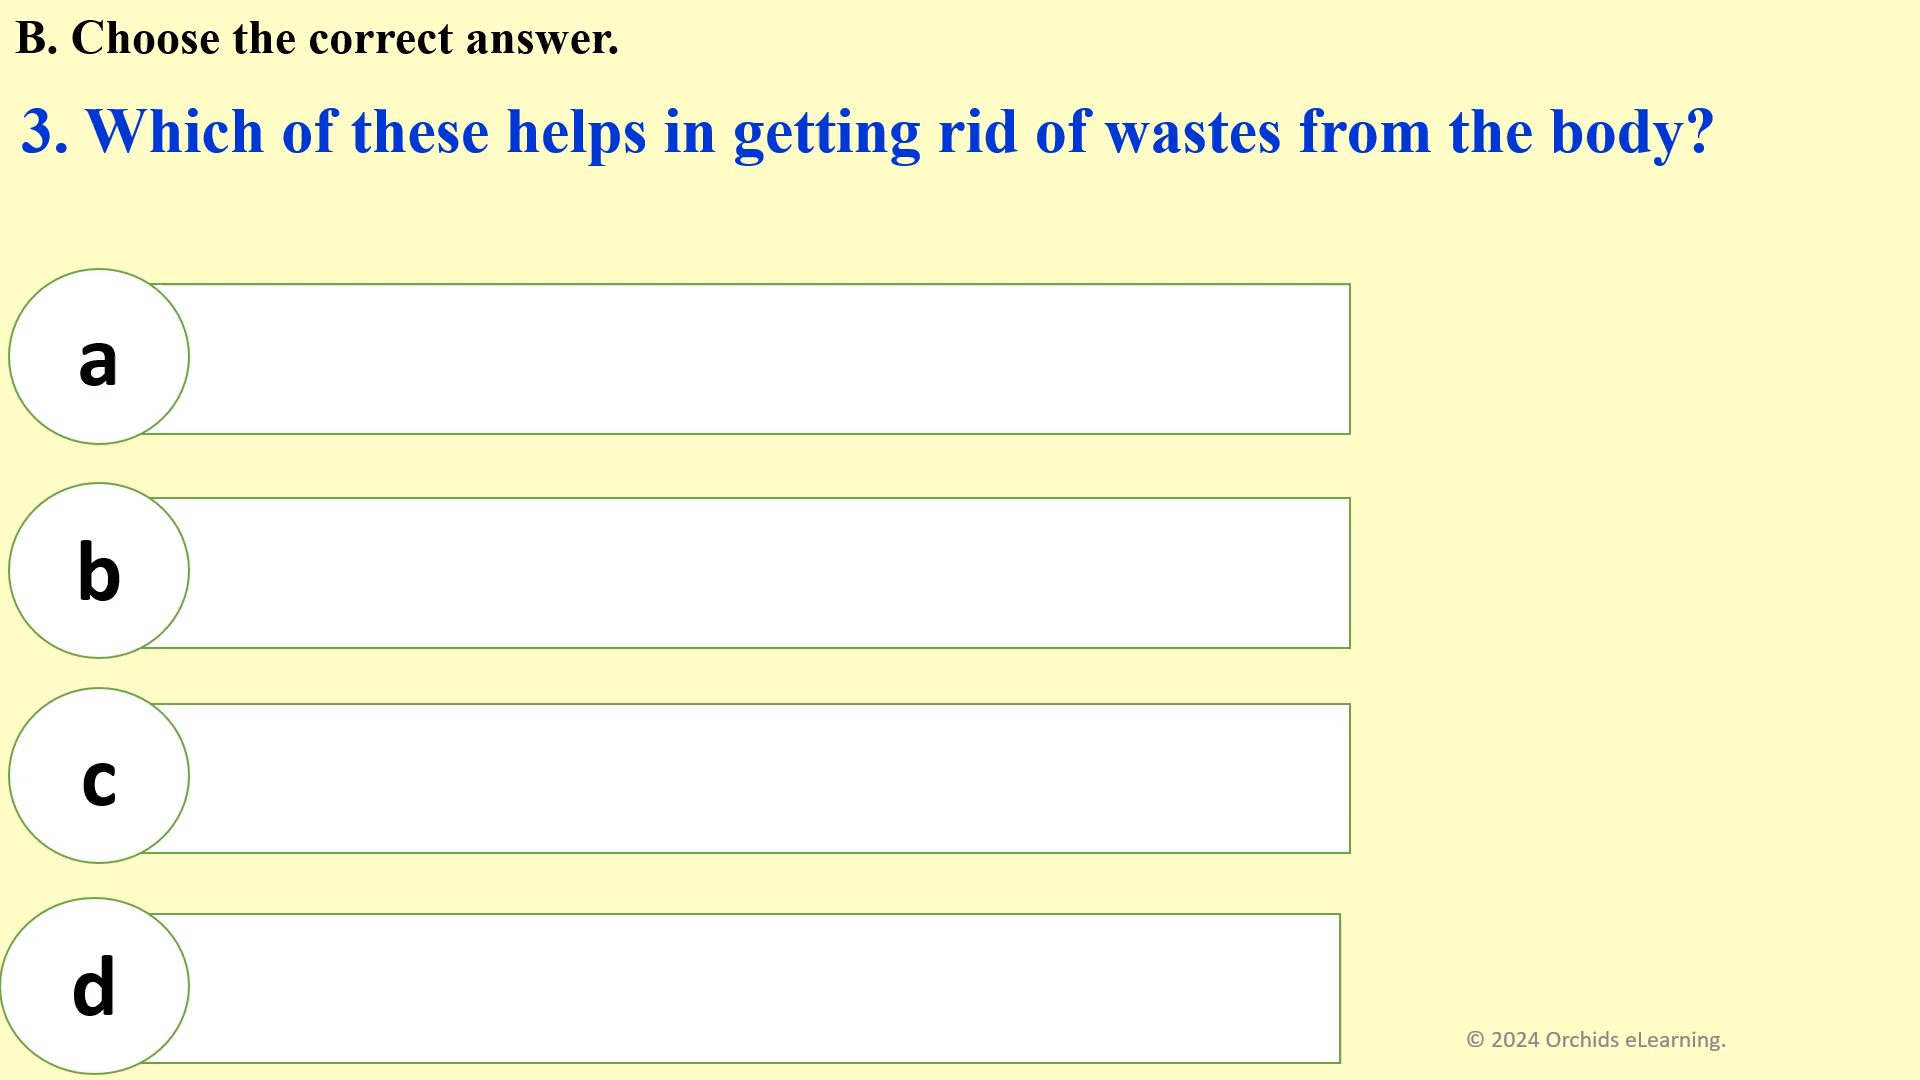 B. Choose the correct answer.
3. Which of these helps in getting rid of wastes from the body?
a
b
c
d
© 2024 Orchids eLearning.